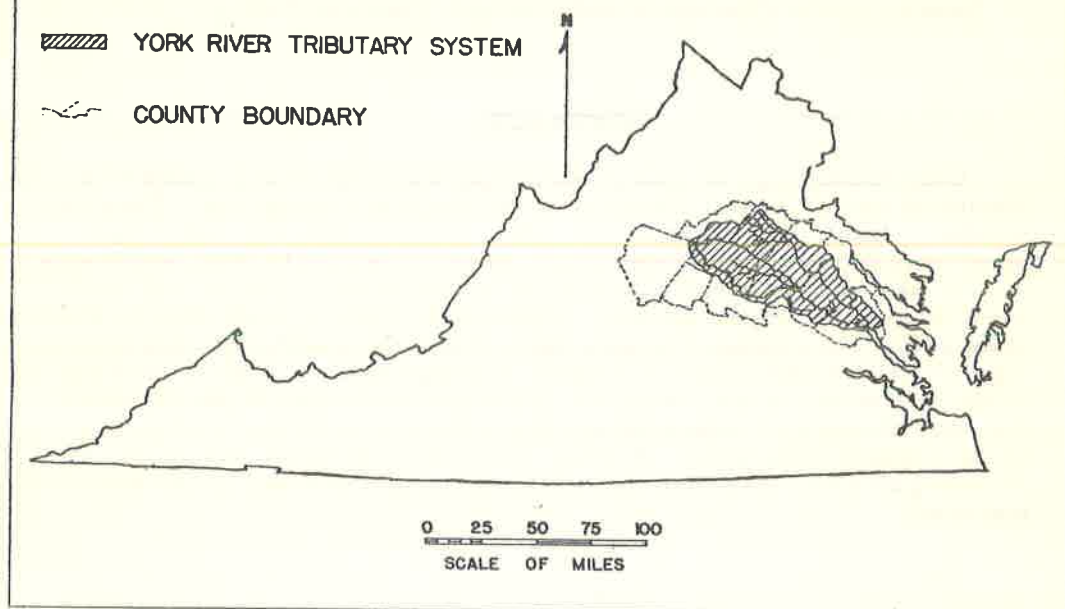 N
YORK RIVER TRIBUTARY SYSTEM
COUNTY BOUNDARY
0 25 50 75 100
SCALE OF MILES